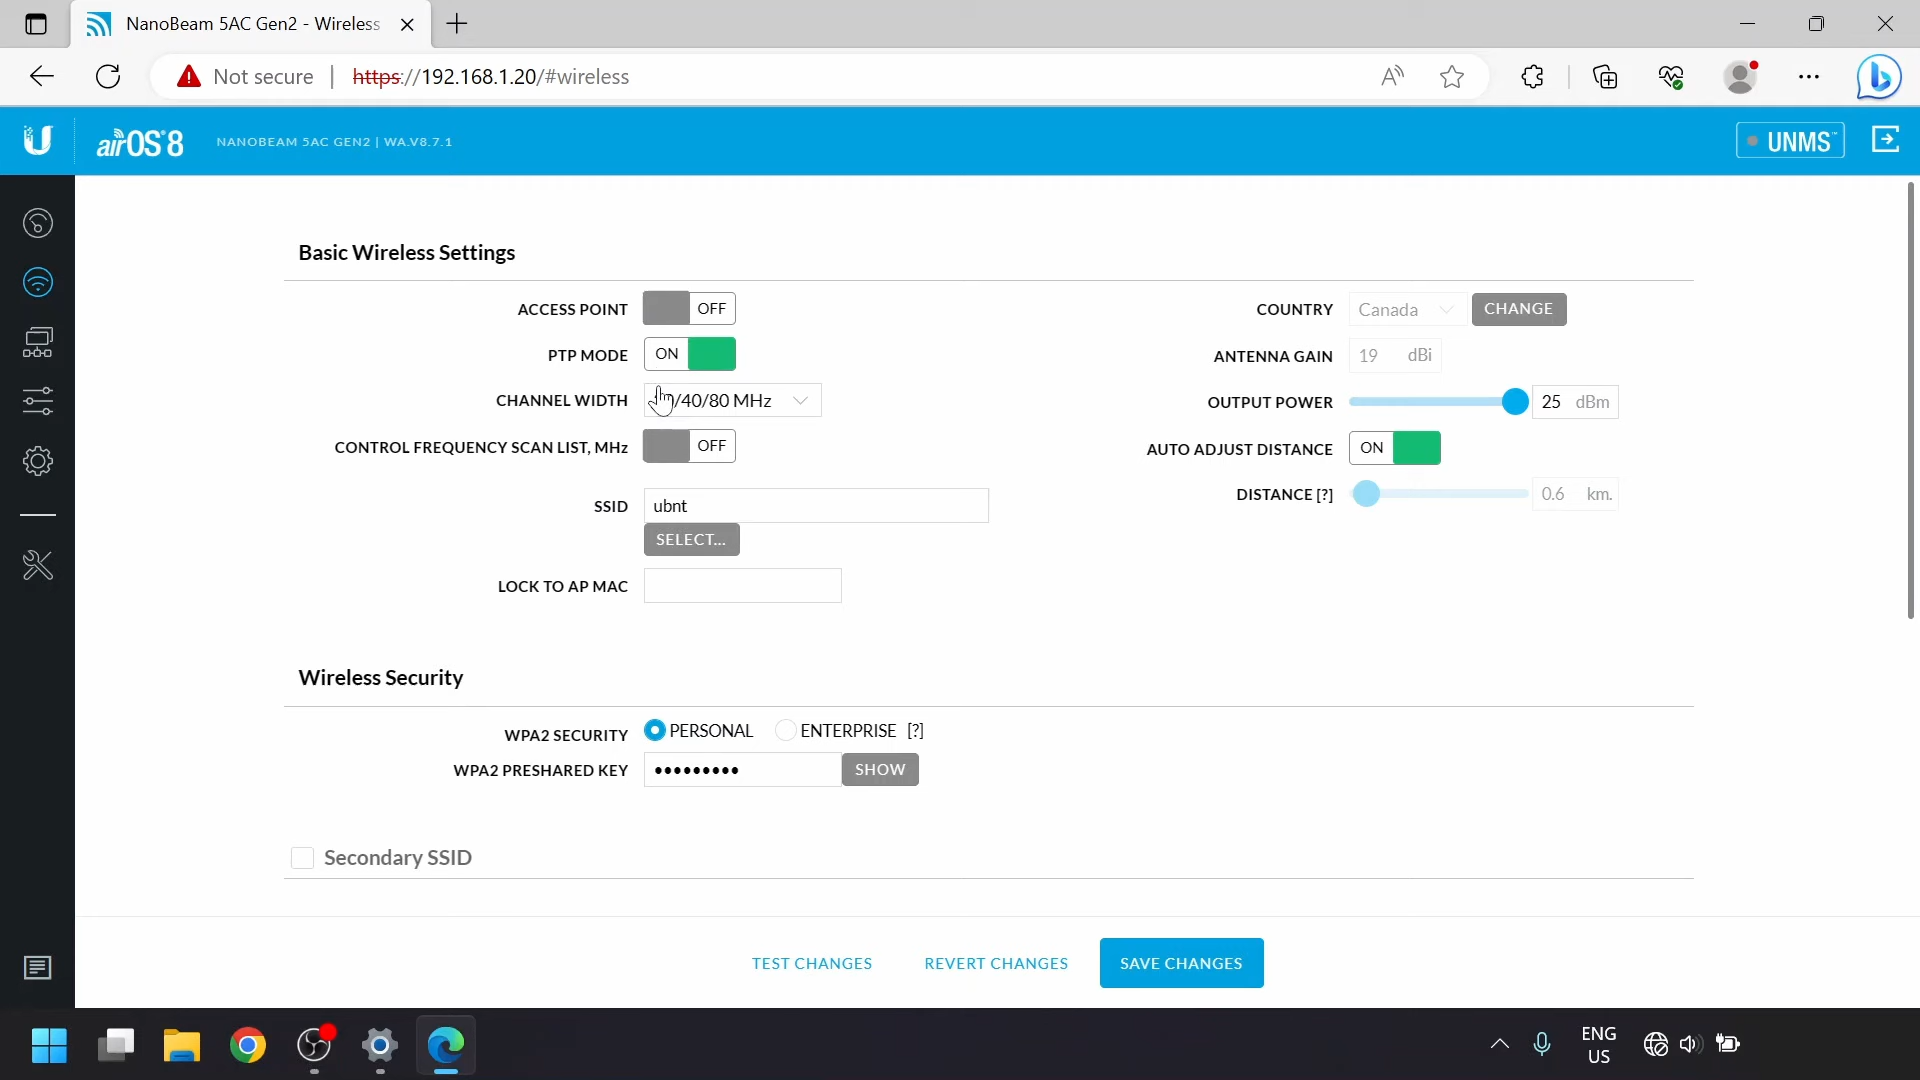 NanoBeam 5AC Gen2 - Wireless
Not secure
https://192.168.1.20/#wireless
airOS 8
NANOBEAM 5AC GEN2 | WA.V8.7.1
UNMS™
Basic Wireless Settings
ACCESS POINT OFF
COUNTRY Canada CHANGE
PTP MODE ON
ANTENNA GAIN 19 dBi
CHANNEL WIDTH /40/80 MHz
OUTPUT POWER 25 dBm
CONTROL FREQUENCY SCAN LIST, MHz OFF
AUTO ADJUST DISTANCE ON
DISTANCE [?] 0.6 km.
SSID ubnt
SELECT...
LOCK TO AP MAC
Wireless Security
WPA2 SECURITY PERSONAL ENTERPRISE [?]
WPA2 PRESHARED KEY ••••••••• SHOW
Secondary SSID
TEST CHANGES REVERT CHANGES SAVE CHANGES
ENG
US